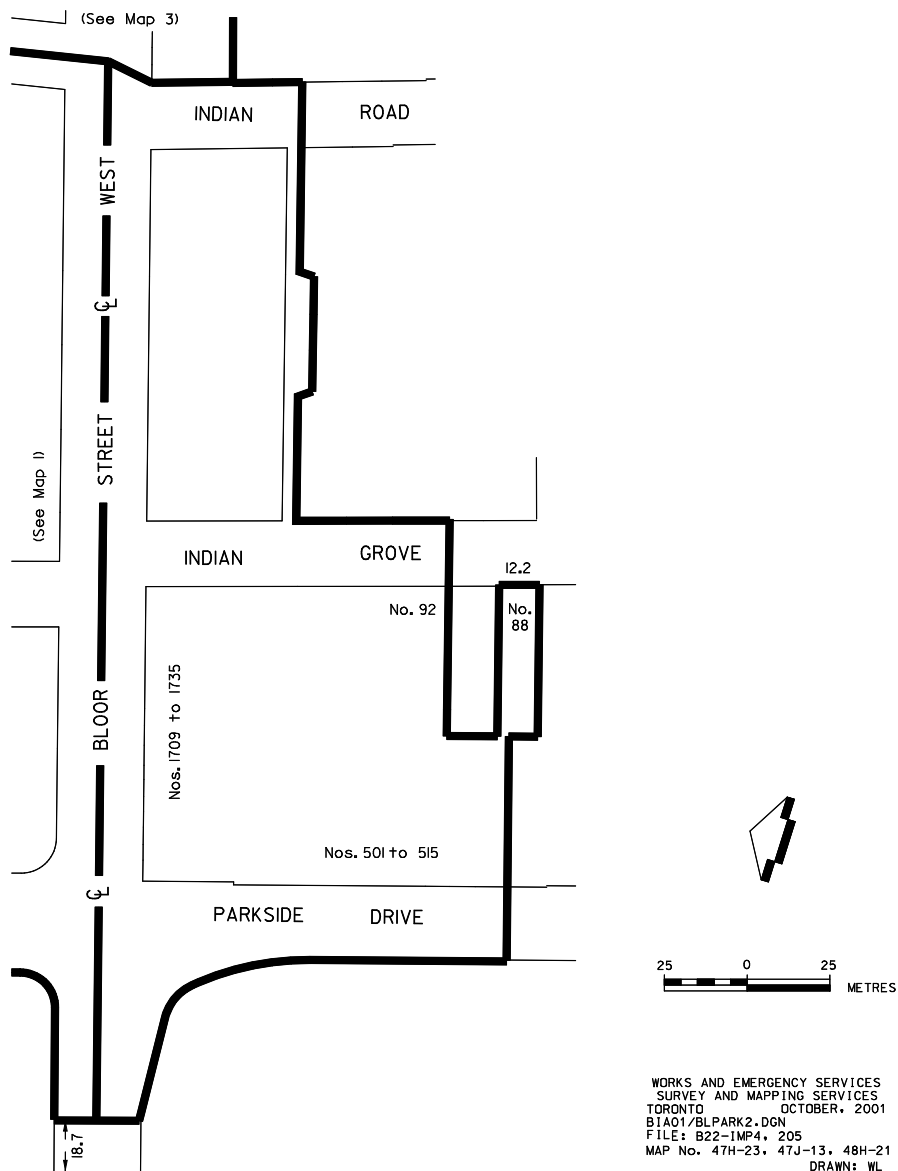 (See Map 3)
INDIAN ROAD
WEST
℄
STREET
(See Map 1)
INDIAN GROVE
12.2
No. 92
No.
88
BLOOR
Nos. 1709 to 1735
Nos. 501 to 515
℄
PARKSIDE DRIVE
25 0 25
METRES
18.7
WORKS AND EMERGENCY SERVICES
SURVEY AND MAPPING SERVICES
TORONTO OCTOBER, 2001
BIA01/BLPARK2.DGN
FILE: B22-IMP4, 205
MAP No. 47H-23, 47J-13, 48H-21
DRAWN: WL